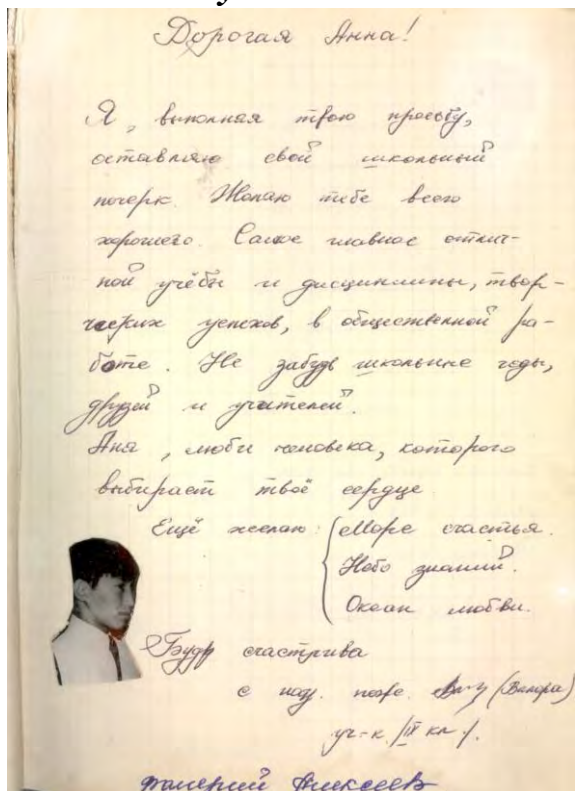 Дорогая Анна!
Я, выполняя твою просьбу,
оставляю свой школьный
почерк. Желаю тебе всего
хорошего. Самое главное отлич-
ной учёбы и дисциплины, твор-
ческих успехов, в общественной ра-
боте. Не забудь школьные годы,
друзей и учителей.
Аня, люби человека, которого
выбирает твоё сердце
Ещё желаю: { Море счастья.
Небо знаний.
Океан любви.
Будь счастлива
с
уч-к /IX кл/.
Алексеев